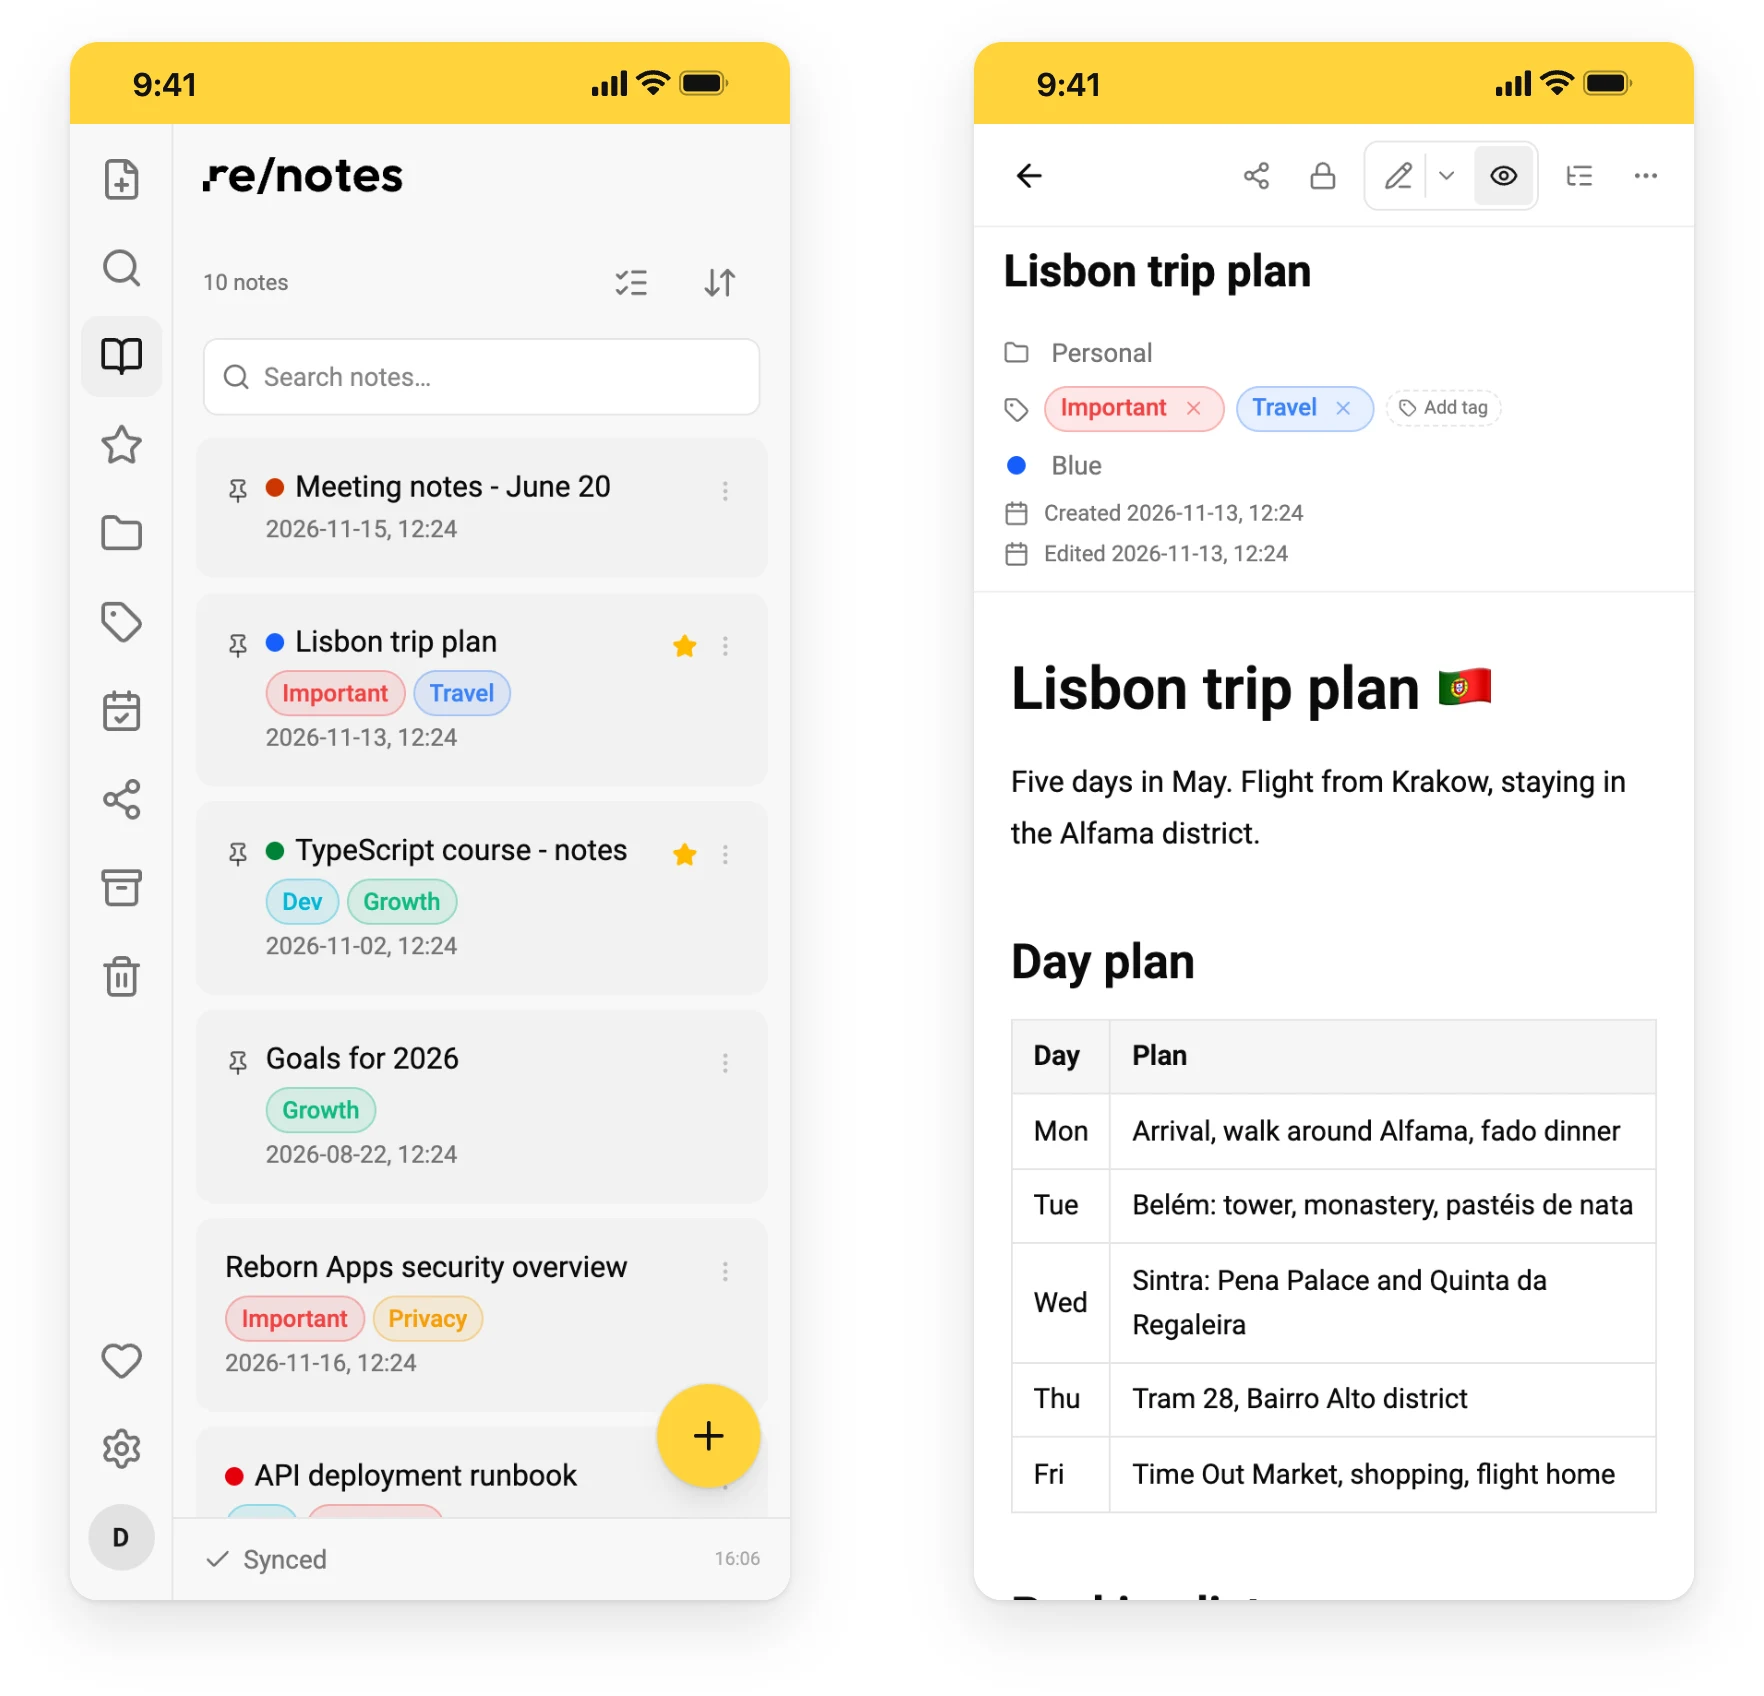 9:41
.re/notes
10 notes
Search notes...
Meeting notes - June 20
2026-11-15, 12:24
Lisbon trip plan
Important Travel
2026-11-13, 12:24
TypeScript course - notes
Dev Growth
2026-11-02, 12:24
Goals for 2026
Growth
2026-08-22, 12:24
Reborn Apps security overview
Important Privacy
2026-11-16, 12:24
API deployment runbook
D
Synced 16:06
9:41
Lisbon trip plan
Personal
Important Travel Add tag
Blue
Created 2026-11-13, 12:24
Edited 2026-11-13, 12:24
Lisbon trip plan 🇵🇹
Five days in May. Flight from Krakow, staying in
the Alfama district.
Day plan
Day Plan
Mon Arrival, walk around Alfama, fado dinner
Tue Belém: tower, monastery, pastéis de nata
Wed Sintra: Pena Palace and Quinta da
Regaleira
Thu Tram 28, Bairro Alto district
Fri Time Out Market, shopping, flight home